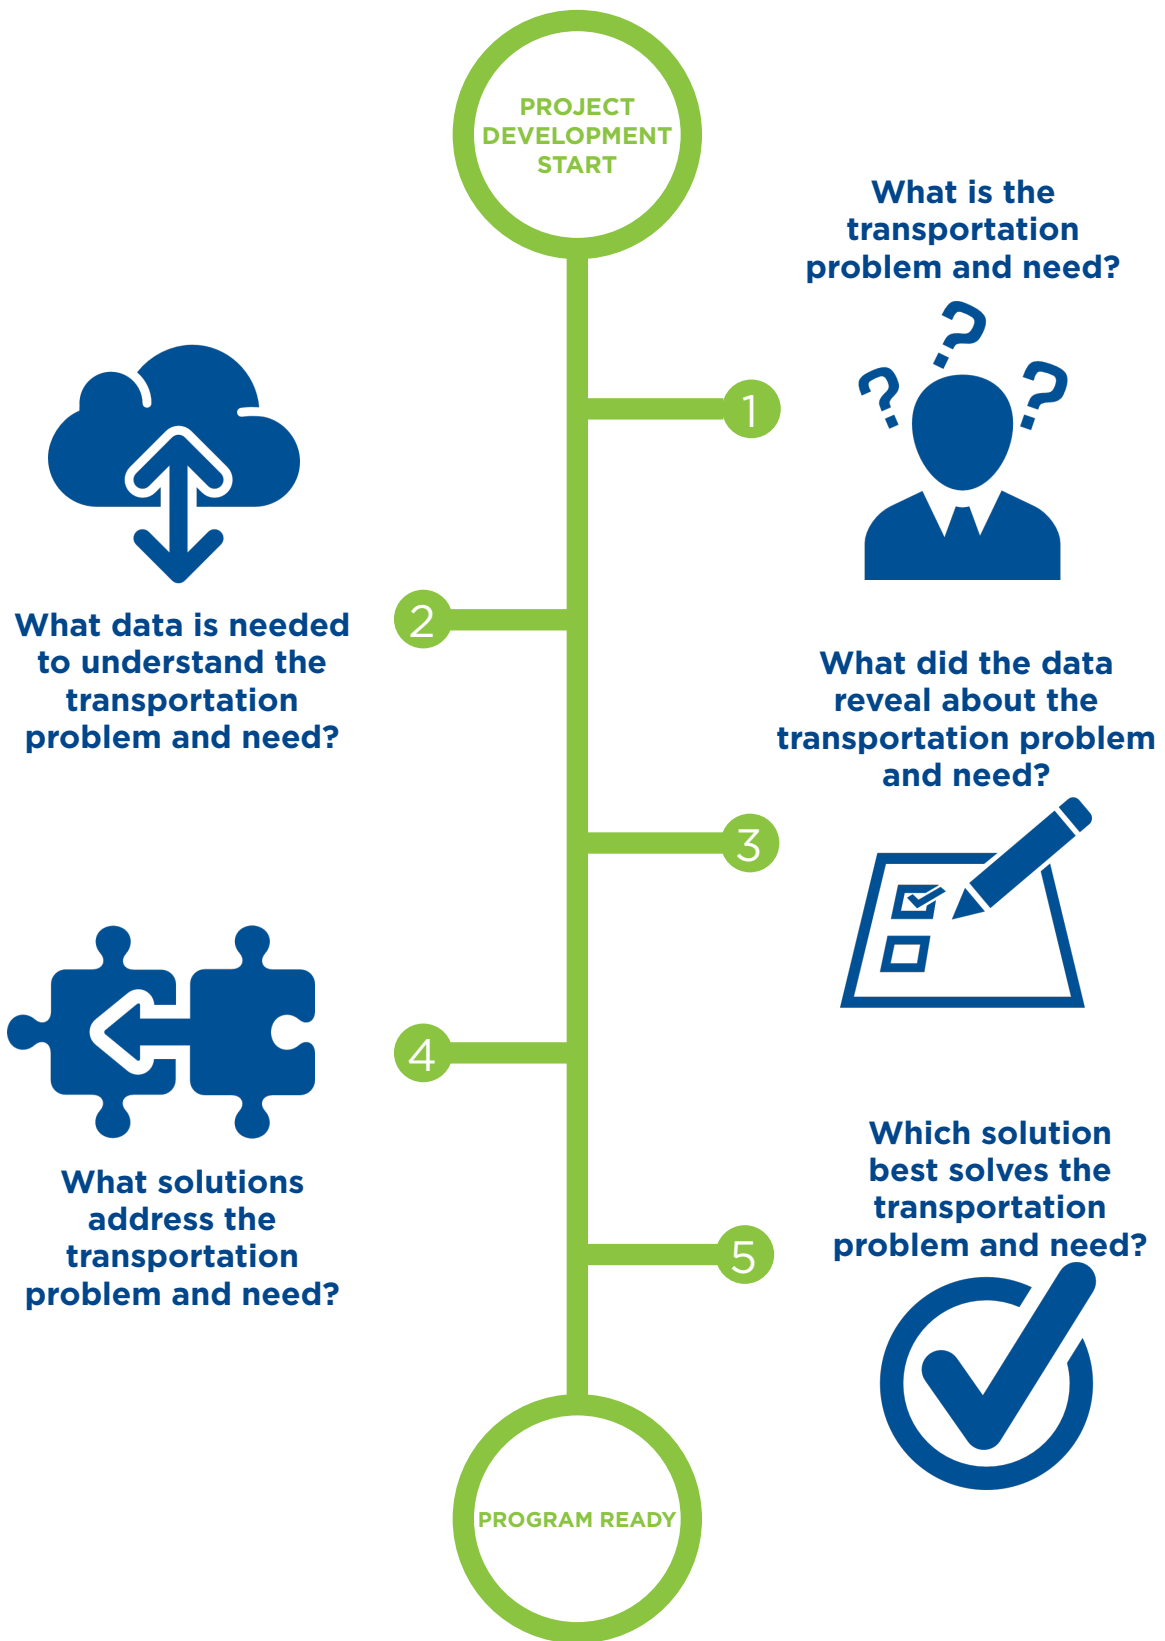 PROJECT
DEVELOPMENT
START
What is the
transportation
problem and need?
1
2
What data is needed
to understand the
transportation
problem and need?
What did the data
reveal about the
transportation problem
and need?
3
4
What solutions
address the
transportation
problem and need?
Which solution
best solves the
transportation
problem and need?
5
PROGRAM READY